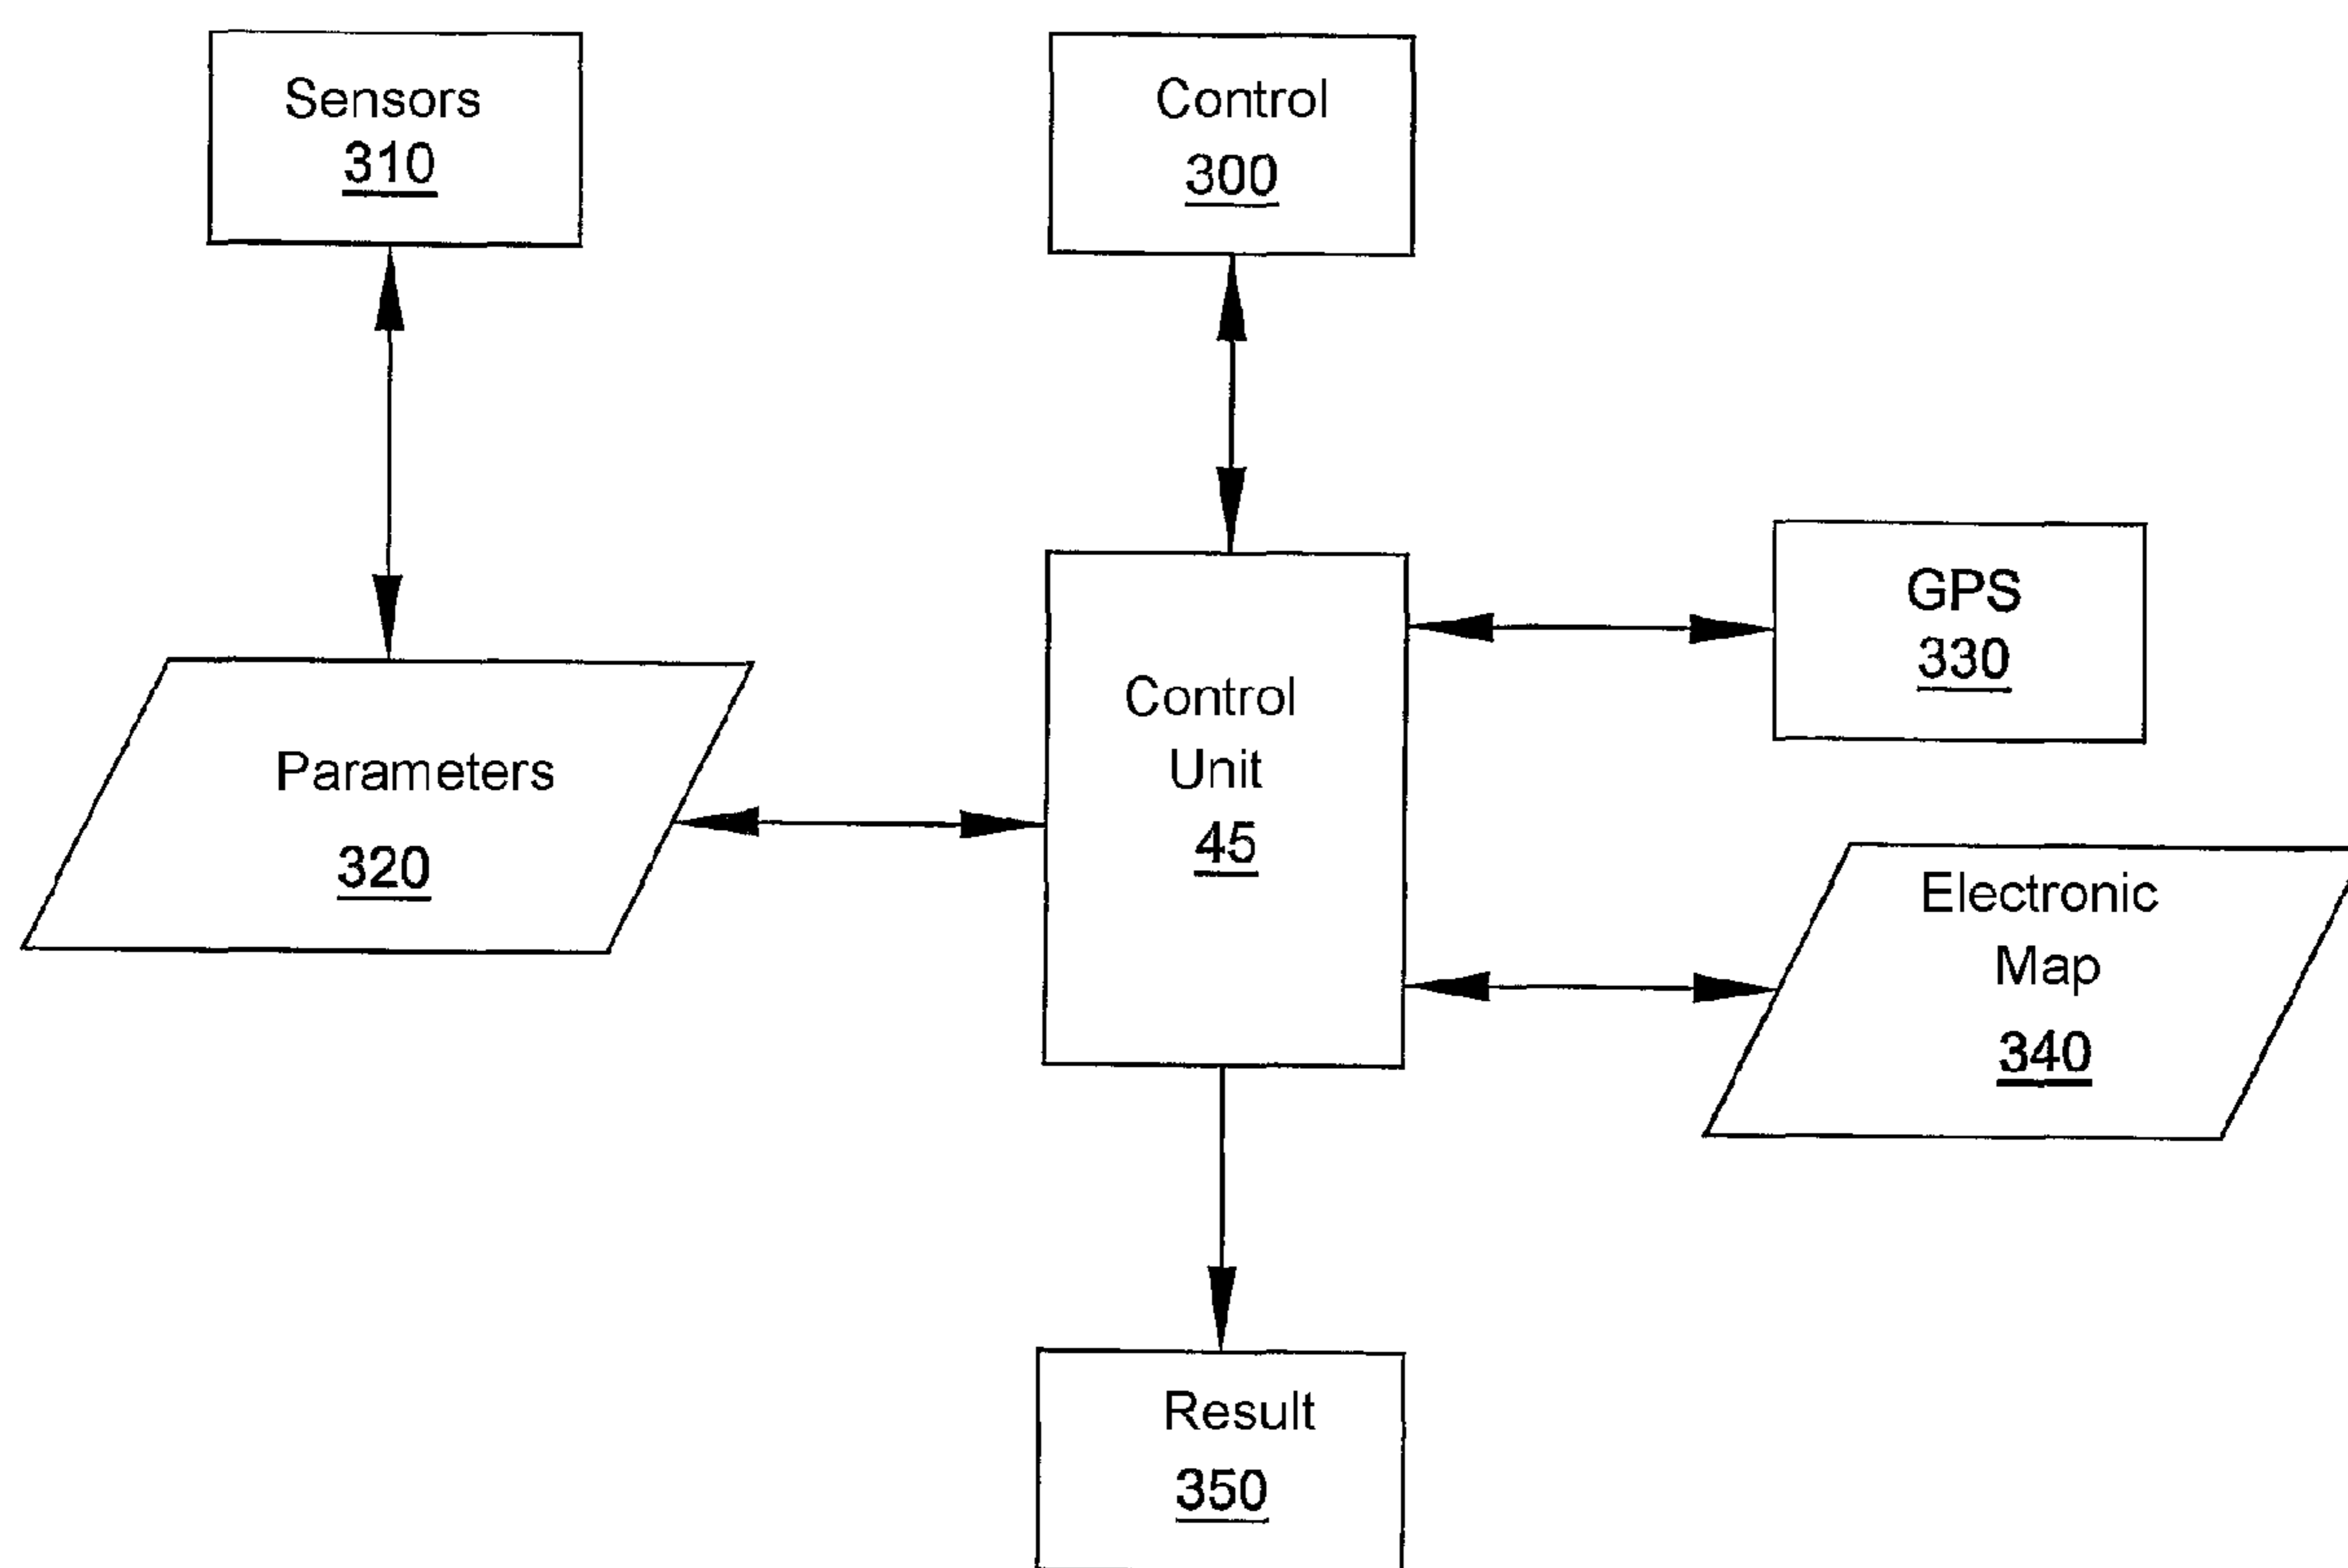 Sensors
310
Control
300
GPS
330
Control
Unit
45
Parameters
320
Electronic
Map
340
Result
350